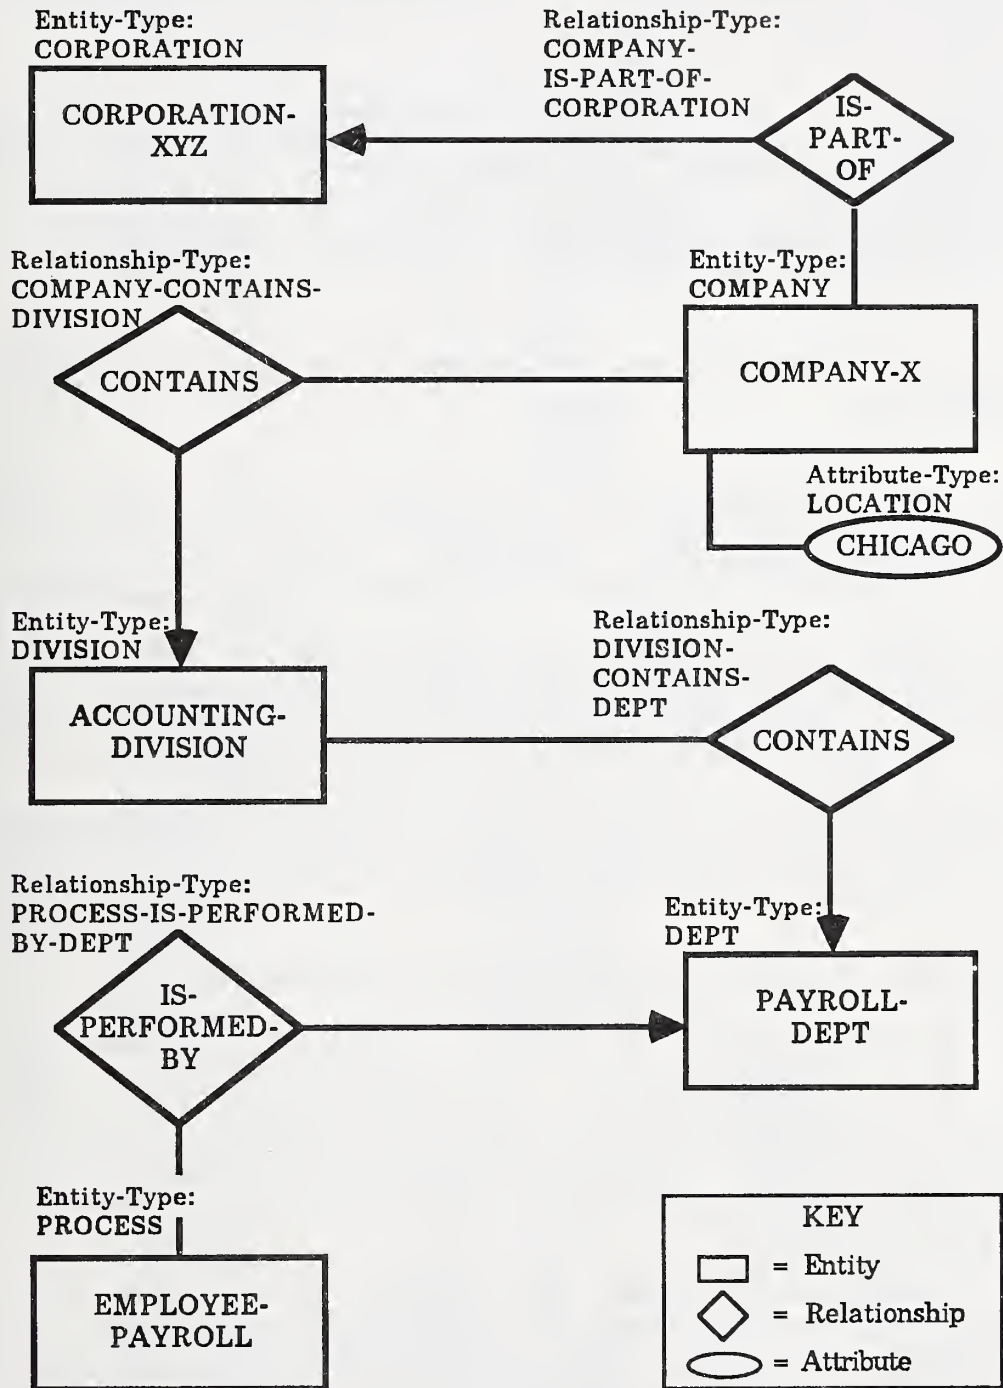 Entity-Type:
CORPORATION
CORPORATION-
XYZ
Relationship-Type:
COMPANY-
IS-PART-OF-
CORPORATION
IS-
PART-
OF
Relationship-Type:
COMPANY-CONTAINS-
DIVISION
CONTAINS
Entity-Type:
COMPANY
COMPANY-X
Attribute-Type:
LOCATION
CHICAGO
Entity-Type:
DIVISION
ACCOUNTING-
DIVISION
Relationship-Type:
DIVISION-
CONTAINS-
DEPT
CONTAINS
Relationship-Type:
PROCESS-IS-PERFORMED-
BY-DEPT
IS-
PERFORMED-
BY
Entity-Type:
DEPT
PAYROLL-
DEPT
Entity-Type:
PROCESS
EMPLOYEE-
PAYROLL
KEY
= Entity
= Relationship
= Attribute